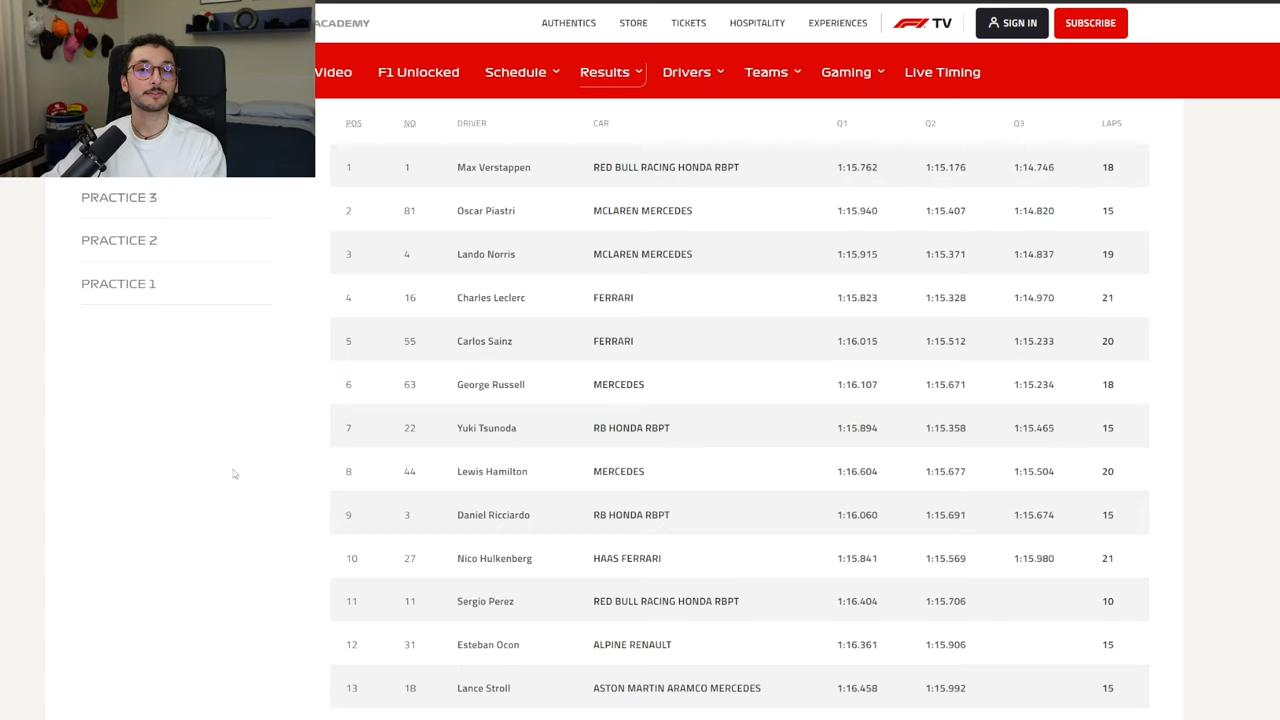 ACADEMY AUTHENTICS STORE TICKETS HOSPITALITY EXPERIENCES F1 TV SIGN IN SUBSCRIBE
Video F1 Unlocked Schedule Results Drivers Teams Gaming Live Timing
PRACTICE 3
PRACTICE 2
PRACTICE 1
POS NO DRIVER CAR Q1 Q2 Q3 LAPS
1 1 Max Verstappen RED BULL RACING HONDA RBPT 1:15.762 1:15.176 1:14.746 18
2 81 Oscar Piastri MCLAREN MERCEDES 1:15.940 1:15.407 1:14.820 15
3 4 Lando Norris MCLAREN MERCEDES 1:15.915 1:15.371 1:14.837 19
4 16 Charles Leclerc FERRARI 1:15.823 1:15.328 1:14.970 21
5 55 Carlos Sainz FERRARI 1:16.015 1:15.512 1:15.233 20
6 63 George Russell MERCEDES 1:16.107 1:15.671 1:15.234 18
7 22 Yuki Tsunoda RB HONDA RBPT 1:15.894 1:15.358 1:15.465 15
8 44 Lewis Hamilton MERCEDES 1:16.604 1:15.677 1:15.504 20
9 3 Daniel Ricciardo RB HONDA RBPT 1:16.060 1:15.691 1:15.674 15
10 27 Nico Hulkenberg HAAS FERRARI 1:15.841 1:15.569 1:15.980 21
11 11 Sergio Perez RED BULL RACING HONDA RBPT 1:16.404 1:15.706 10
12 31 Esteban Ocon ALPINE RENAULT 1:16.361 1:15.906 15
13 18 Lance Stroll ASTON MARTIN ARAMCO MERCEDES 1:16.458 1:15.992 15